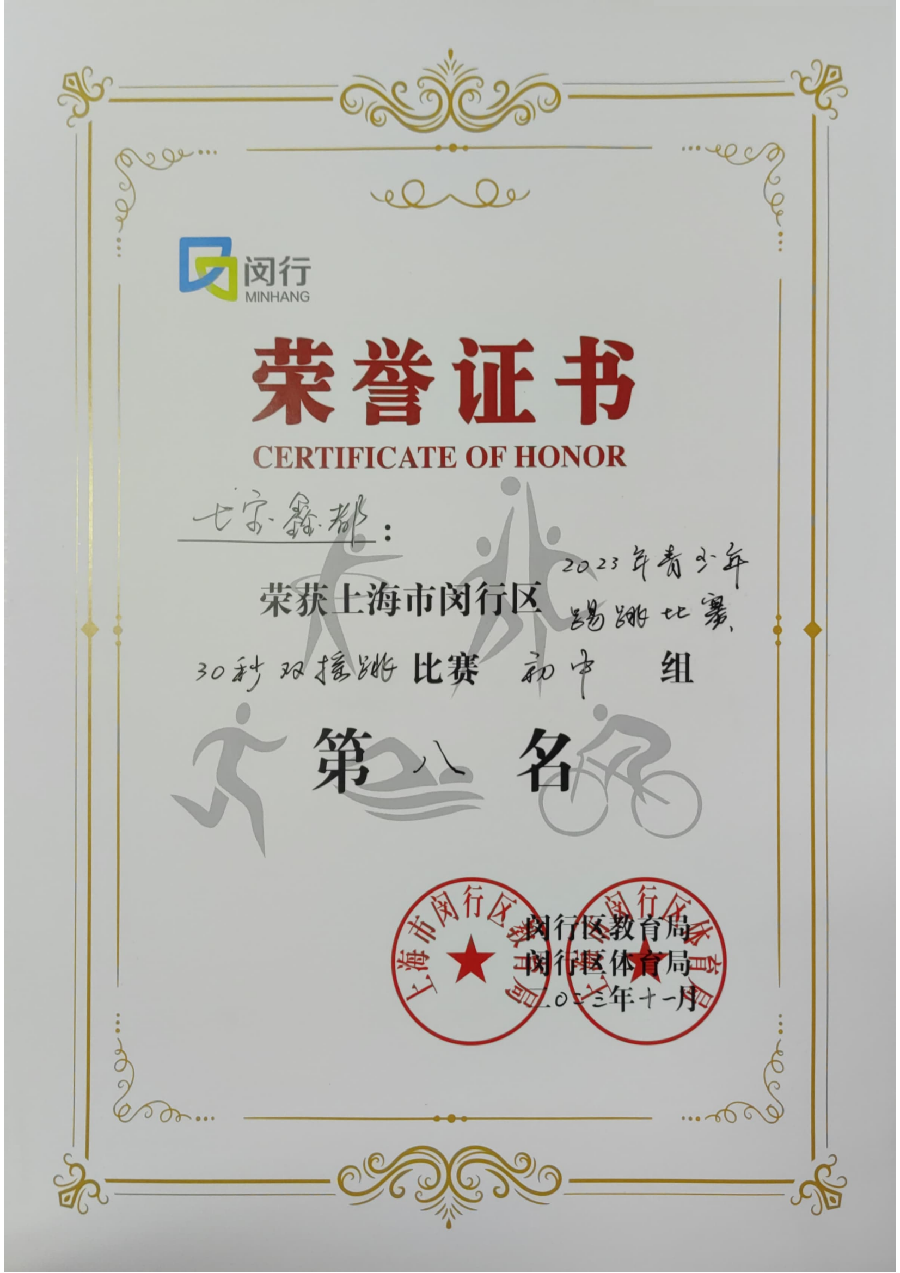 闵行
MINHANG
荣誉证书
CERTIFICATE OF HONOR
七宝鑫都：
荣获上海市闵行区 2023年青少年
踢跳比赛
30秒双摇跳 比赛 初中 组
第 八 名
上海市闵行区教育局
上海市闵行区体育局
闵行区教育局
闵行区体育局
二〇二三年十一月